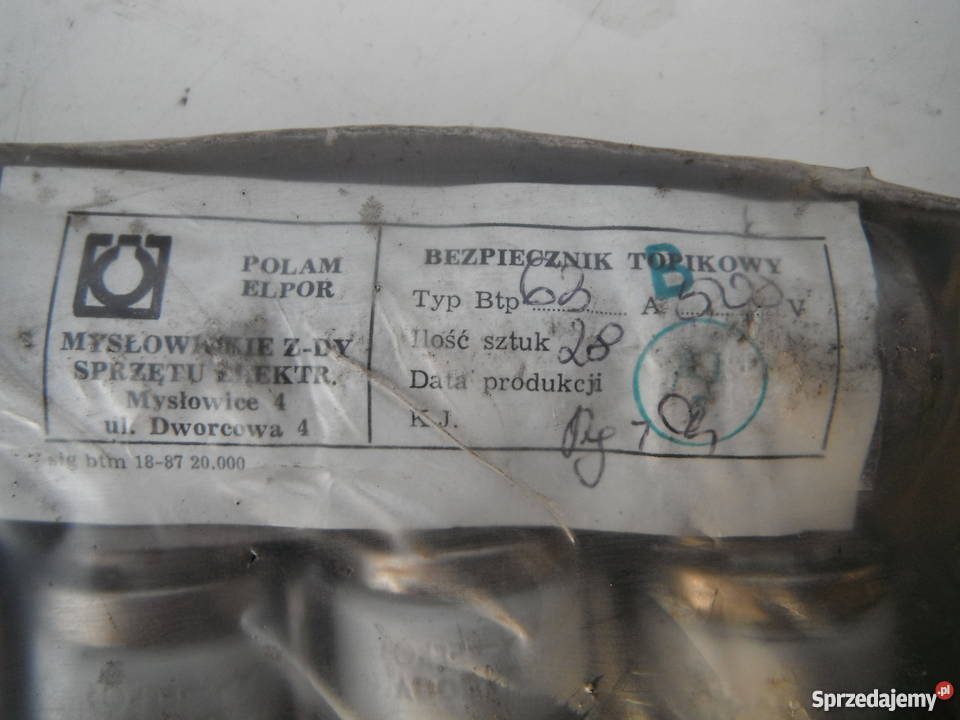 POLAM
ELPOR
MYSŁOWICKIE Z-DY
SPRZĘTU ELEKTR.
Mysłowice 4
ul. Dworcowa 4
BEZPIECZNIK TOPIKOWY
B
Typ Btp 63 A 500 V
Ilość sztuk 28
Data produkcji
K J.
sig btm 18-87 20.000
Sprzedajemy.pl